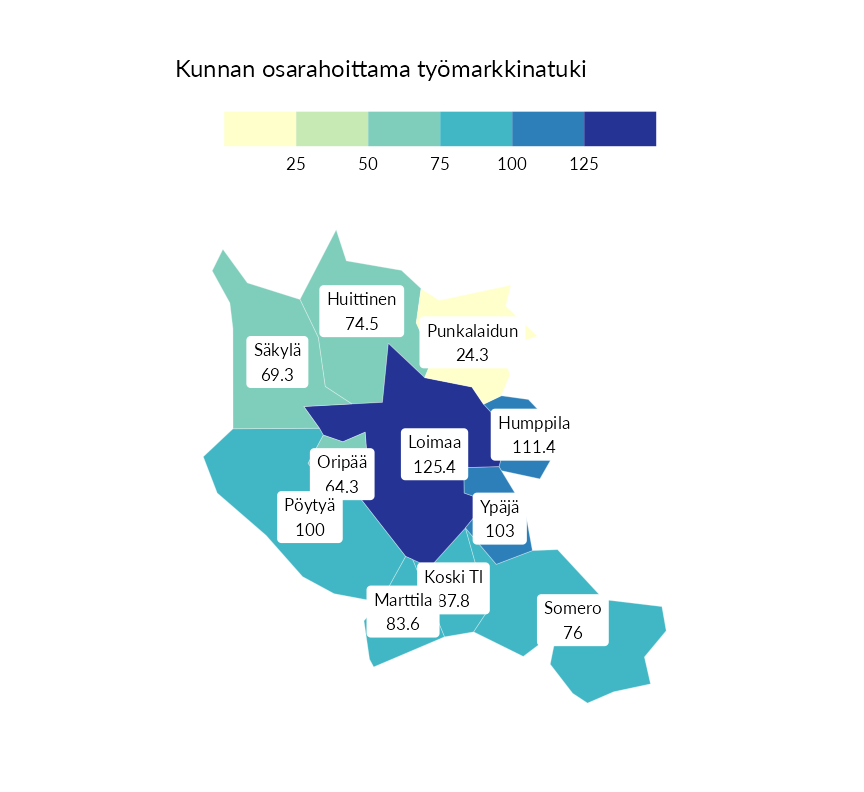 Kunnan osarahoittama työmarkkinatuki
25 50 75 100 125
Huittinen
74.5
Punkalaidun
24.3
Säkylä
69.3
Humppila
111.4
Loimaa
125.4
Oripää
64.3
Pöytyä
100
Ypäjä
103
Koski Tl
87.8
Marttila
83.6
Somero
76